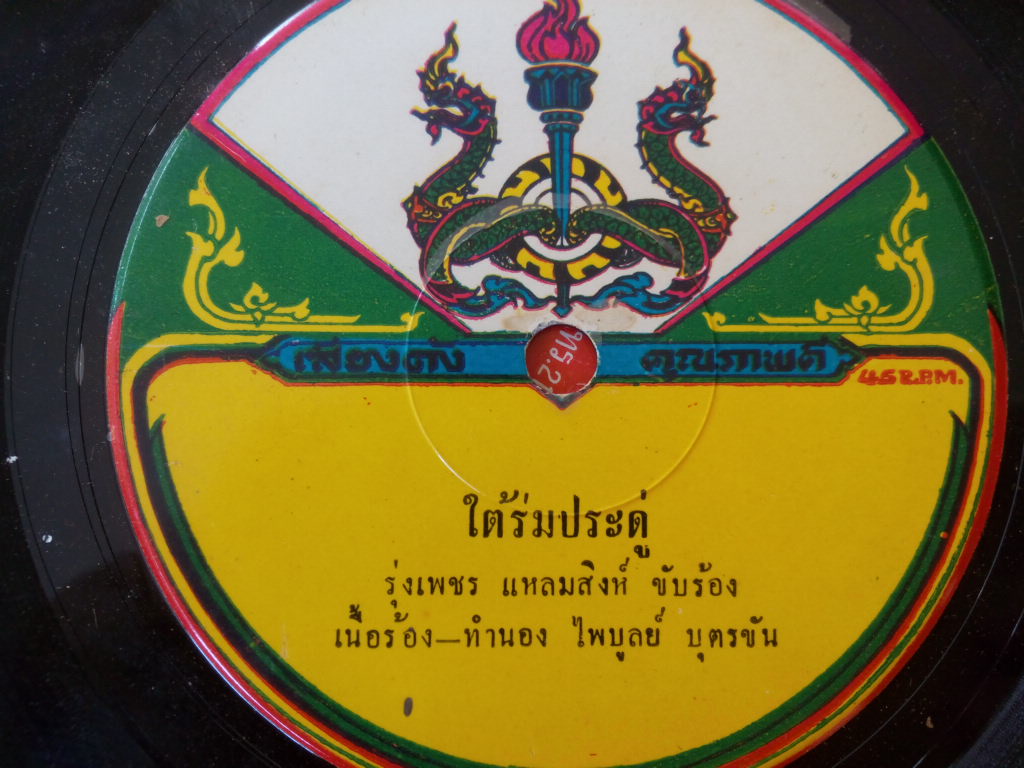 เสียงดัง คุณภาพดี
45 R.P.M.
ใต้ร่มประดู่
รุ่งเพชร แหลมสิงห์ ขับร้อง
เนื้อร้อง—ทำนอง ไพบูลย์ บุตรขัน